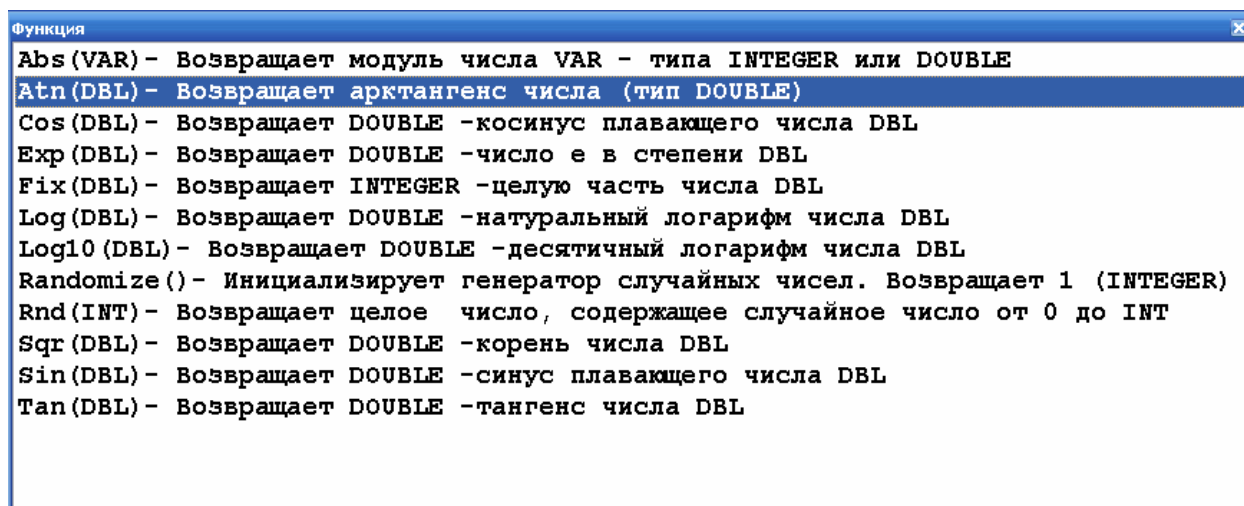 Функция
Abs(VAR)- Возвращает модуль числа VAR - типа INTEGER или DOUBLE
Atn(DBL)- Возвращает арктангенс числа (тип DOUBLE)
Cos(DBL)- Возвращает DOUBLE -косинус плавающего числа DBL
Exp(DBL)- Возвращает DOUBLE -число е в степени DBL
Fix(DBL)- Возвращает INTEGER -целую часть числа DBL
Log(DBL)- Возвращает DOUBLE -натуральный логарифм числа DBL
Log10(DBL)- Возвращает DOUBLE -десятичный логарифм числа DBL
Randomize()- Инициализирует генератор случайных чисел. Возвращает 1 (INTEGER)
Rnd(INT)- Возвращает целое  число, содержащее случайное число от 0 до INT
Sqr(DBL)- Возвращает DOUBLE -корень числа DBL
Sin(DBL)- Возвращает DOUBLE -синус плавающего числа DBL
Tan(DBL)- Возвращает DOUBLE -тангенс числа DBL